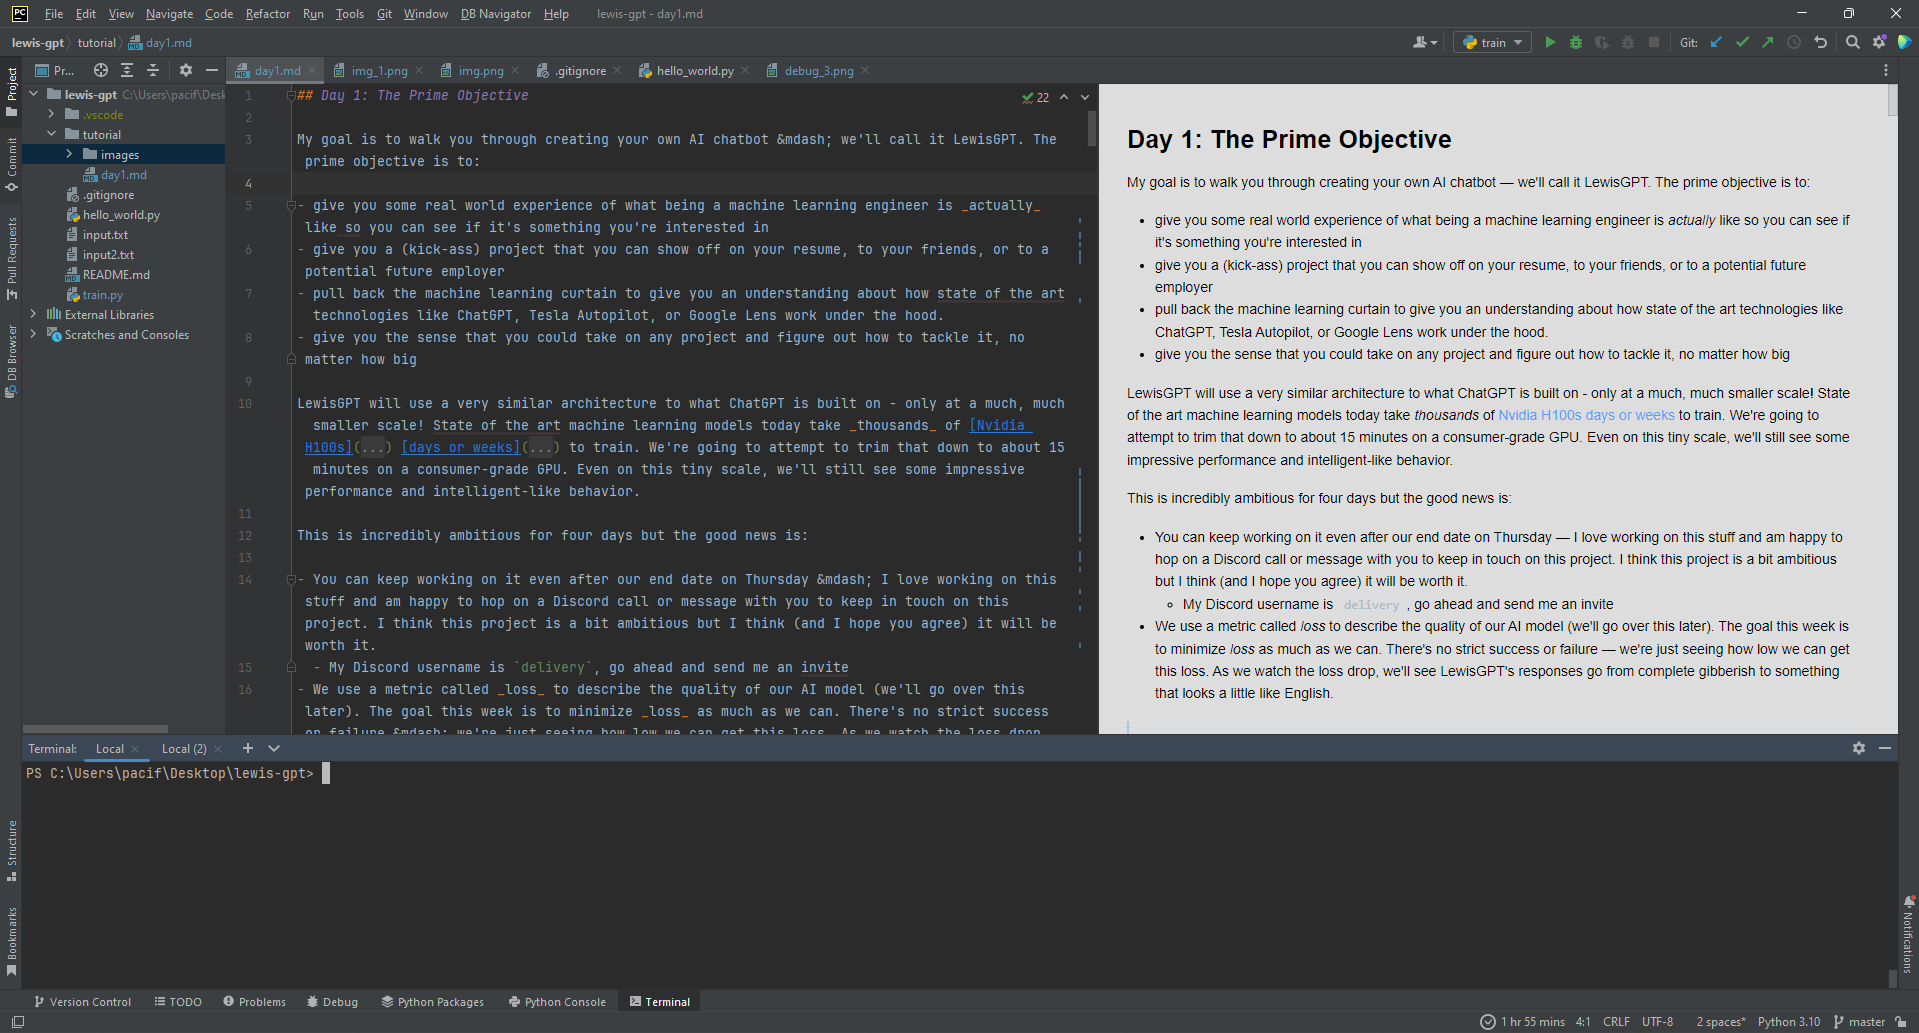 PC File Edit View Navigate Code Refactor Run Tools Git Window DB Navigator Help lewis-gpt - day1.md
lewis-gpt tutorial day1.md train Git:
Project Pr... day1.md img_1.png img.png .gitignore hello_world.py debug_3.png
lewis-gpt C:\Users\pacif\Desk
.vscode
tutorial
images
day1.md
.gitignore
hello_world.py
input.txt
input2.txt
README.md
train.py
External Libraries
Scratches and Consoles
Commit
Pull Requests
DB Browser
Structure
Bookmarks
1 ## Day 1: The Prime Objective
22
2
3 My goal is to walk you through creating your own AI chatbot &mdash; we'll call it LewisGPT. The
prime objective is to:
4
5 - give you some real world experience of what being a machine learning engineer is _actually_
like so you can see if it's something you're interested in
6 - give you a (kick-ass) project that you can show off on your resume, to your friends, or to a
potential future employer
7 - pull back the machine learning curtain to give you an understanding about how state of the art
technologies like ChatGPT, Tesla Autopilot, or Google Lens work under the hood.
8 - give you the sense that you could take on any project and figure out how to tackle it, no
matter how big
9
10 LewisGPT will use a very similar architecture to what ChatGPT is built on - only at a much, much
smaller scale! State of the art machine learning models today take _thousands_ of [Nvidia
H100s](...) [days or weeks](...) to train. We're going to attempt to trim that down to about 15
minutes on a consumer-grade GPU. Even on this tiny scale, we'll still see some impressive
performance and intelligent-like behavior.
11
12 This is incredibly ambitious for four days but the good news is:
13
14 - You can keep working on it even after our end date on Thursday &mdash; I love working on this
stuff and am happy to hop on a Discord call or message with you to keep in touch on this
project. I think this project is a bit ambitious but I think (and I hope you agree) it will be
worth it.
15 - My Discord username is `delivery`, go ahead and send me an invite
16 - We use a metric called _loss_ to describe the quality of our AI model (we'll go over this
later). The goal this week is to minimize _loss_ as much as we can. There's no strict success
or failure &mdash; we're just seeing how low we can get this loss. As we watch the loss drop,
Day 1: The Prime Objective
My goal is to walk you through creating your own AI chatbot — we'll call it LewisGPT. The prime objective is to:
• give you some real world experience of what being a machine learning engineer is actually like so you can see if
it's something you're interested in
• give you a (kick-ass) project that you can show off on your resume, to your friends, or to a potential future
employer
• pull back the machine learning curtain to give you an understanding about how state of the art technologies like
ChatGPT, Tesla Autopilot, or Google Lens work under the hood.
• give you the sense that you could take on any project and figure out how to tackle it, no matter how big
LewisGPT will use a very similar architecture to what ChatGPT is built on - only at a much, much smaller scale! State
of the art machine learning models today take thousands of Nvidia H100s days or weeks to train. We're going to
attempt to trim that down to about 15 minutes on a consumer-grade GPU. Even on this tiny scale, we'll still see some
impressive performance and intelligent-like behavior.
This is incredibly ambitious for four days but the good news is:
• You can keep working on it even after our end date on Thursday — I love working on this stuff and am happy to
hop on a Discord call or message with you to keep in touch on this project. I think this project is a bit ambitious
but I think (and I hope you agree) it will be worth it.
◦ My Discord username is delivery , go ahead and send me an invite
• We use a metric called loss to describe the quality of our AI model (we'll go over this later). The goal this week is
to minimize loss as much as we can. There's no strict success or failure — we're just seeing how low we can get
this loss. As we watch the loss drop, we'll see LewisGPT's responses go from complete gibberish to something
that looks a little like English.
Terminal: Local Local (2)
PS C:\Users\pacif\Desktop\lewis-gpt>
Notifications
Version Control TODO Problems Debug Python Packages Python Console Terminal
1 hr 55 mins 4:1 CRLF UTF-8 2 spaces* Python 3.10 master